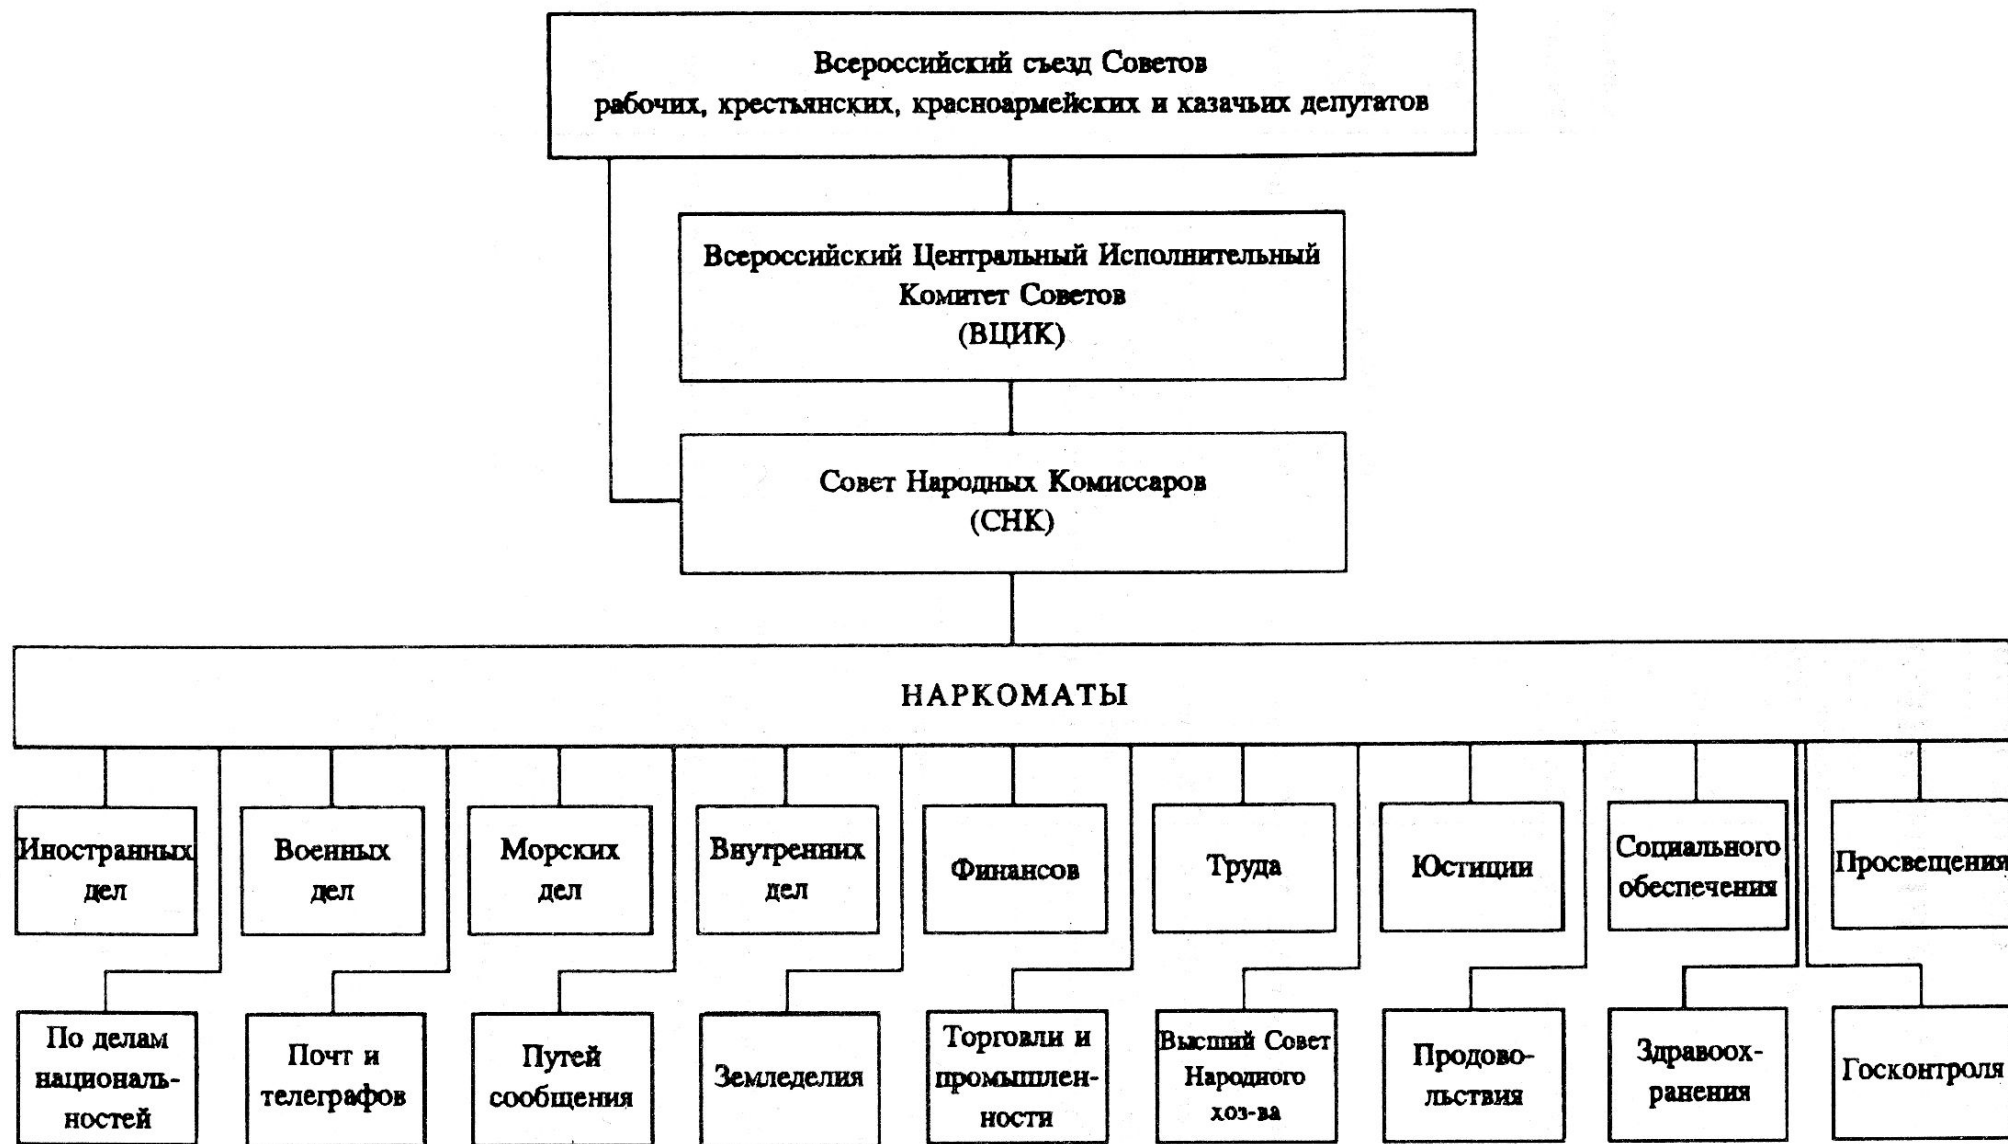 Всероссийский съезд Советов
рабочих, крестьянских, красноармейских и казачьих депутатов
Всероссийский Центральный Исполнительный
Комитет Советов
(ВЦИК)
Совет Народных Комиссаров
(СНК)
НАРКОМАТЫ
Иностранных
дел
Военных
дел
Морских
дел
Внутренних
дел
Финансов
Труда
Юстиции
Социального
обеспечения
Просвещения
По делам
националь-
ностей
Почт и
телеграфов
Путей
сообщения
Земледелия
Торговли и
промышлен-
ности
Высший Совет
Народного
хоз-ва
Продово-
льствия
Здравоох-
ранения
Госконтроля